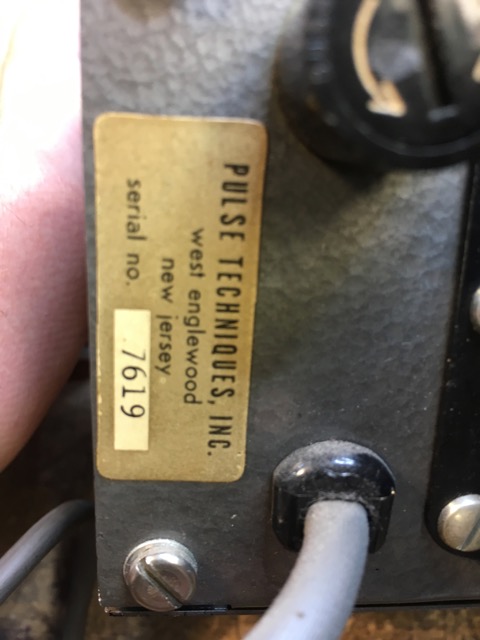 PULSE TECHNIQUES, INC.
west englewood
new jersey
serial no. 7619